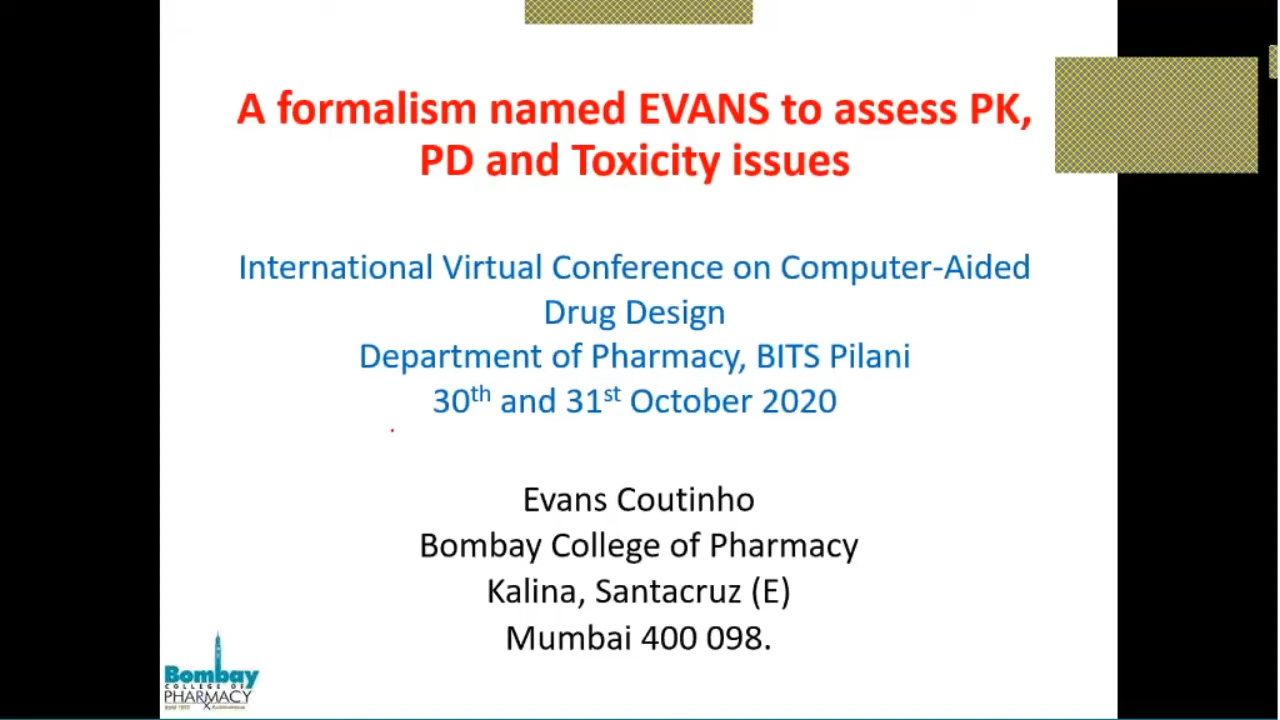 A formalism named EVANS to assess PK,
PD and Toxicity issues
International Virtual Conference on Computer-Aided
Drug Design
Department of Pharmacy, BITS Pilani
30th and 31st October 2020
Evans Coutinho
Bombay College of Pharmacy
Kalina, Santacruz (E)
Mumbai 400 098.
Bombay
COLLEGE OF
PHARMACY